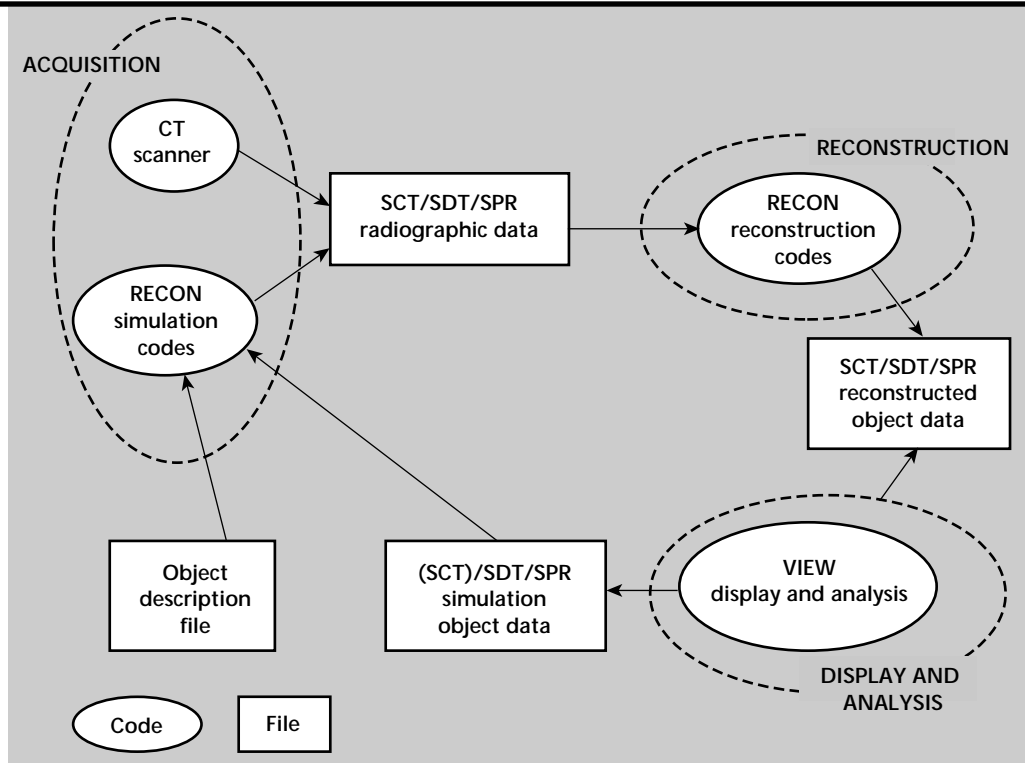 ACQUISITION
CT
scanner
RECON
simulation
codes
SCT/SDT/SPR
radiographic data
RECONSTRUCTION
RECON
reconstruction
codes
SCT/SDT/SPR
reconstructed
object data
Object
description
file
(SCT)/SDT/SPR
simulation
object data
VIEW
display and analysis
DISPLAY AND
ANALYSIS
Code
File